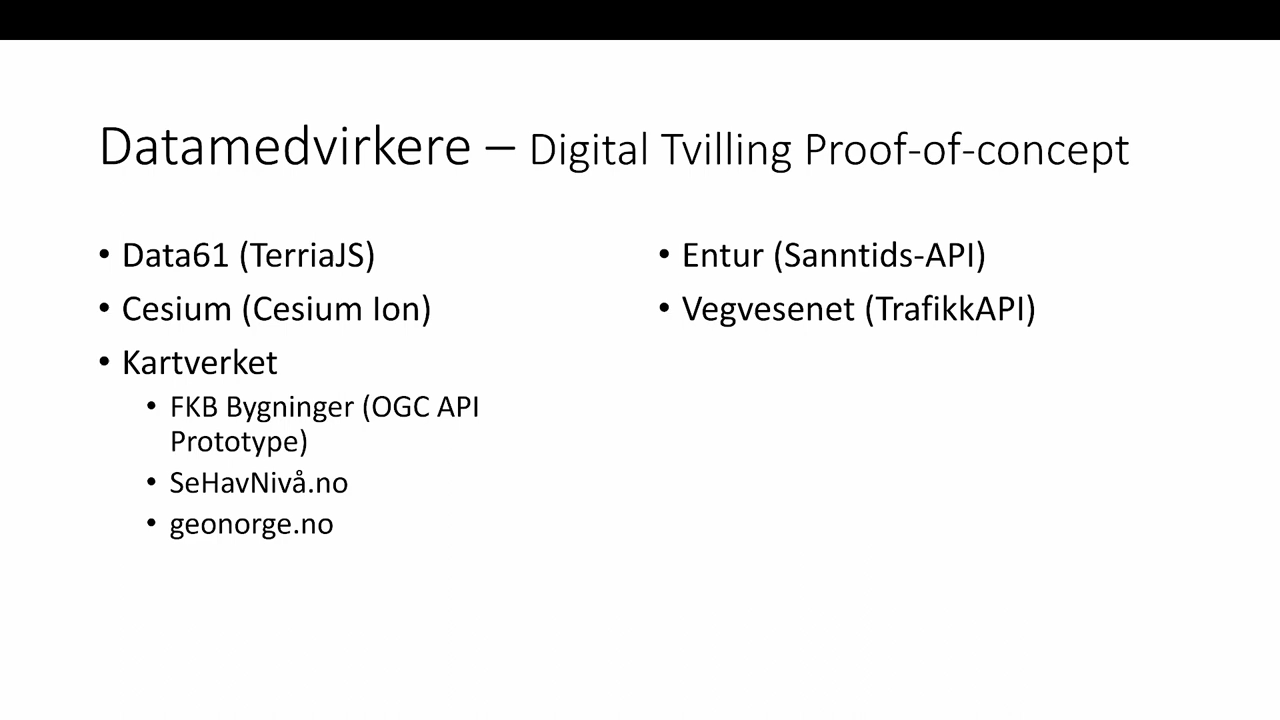 Datamedvirkere – Digital Tvilling Proof-of-concept
• Data61 (TerriaJS)
• Cesium (Cesium Ion)
• Kartverket
• FKB Bygninger (OGC API
Prototype)
• SeHavNivå.no
• geonorge.no
• Entur (Sanntids-API)
• Vegvesenet (TrafikkAPI)